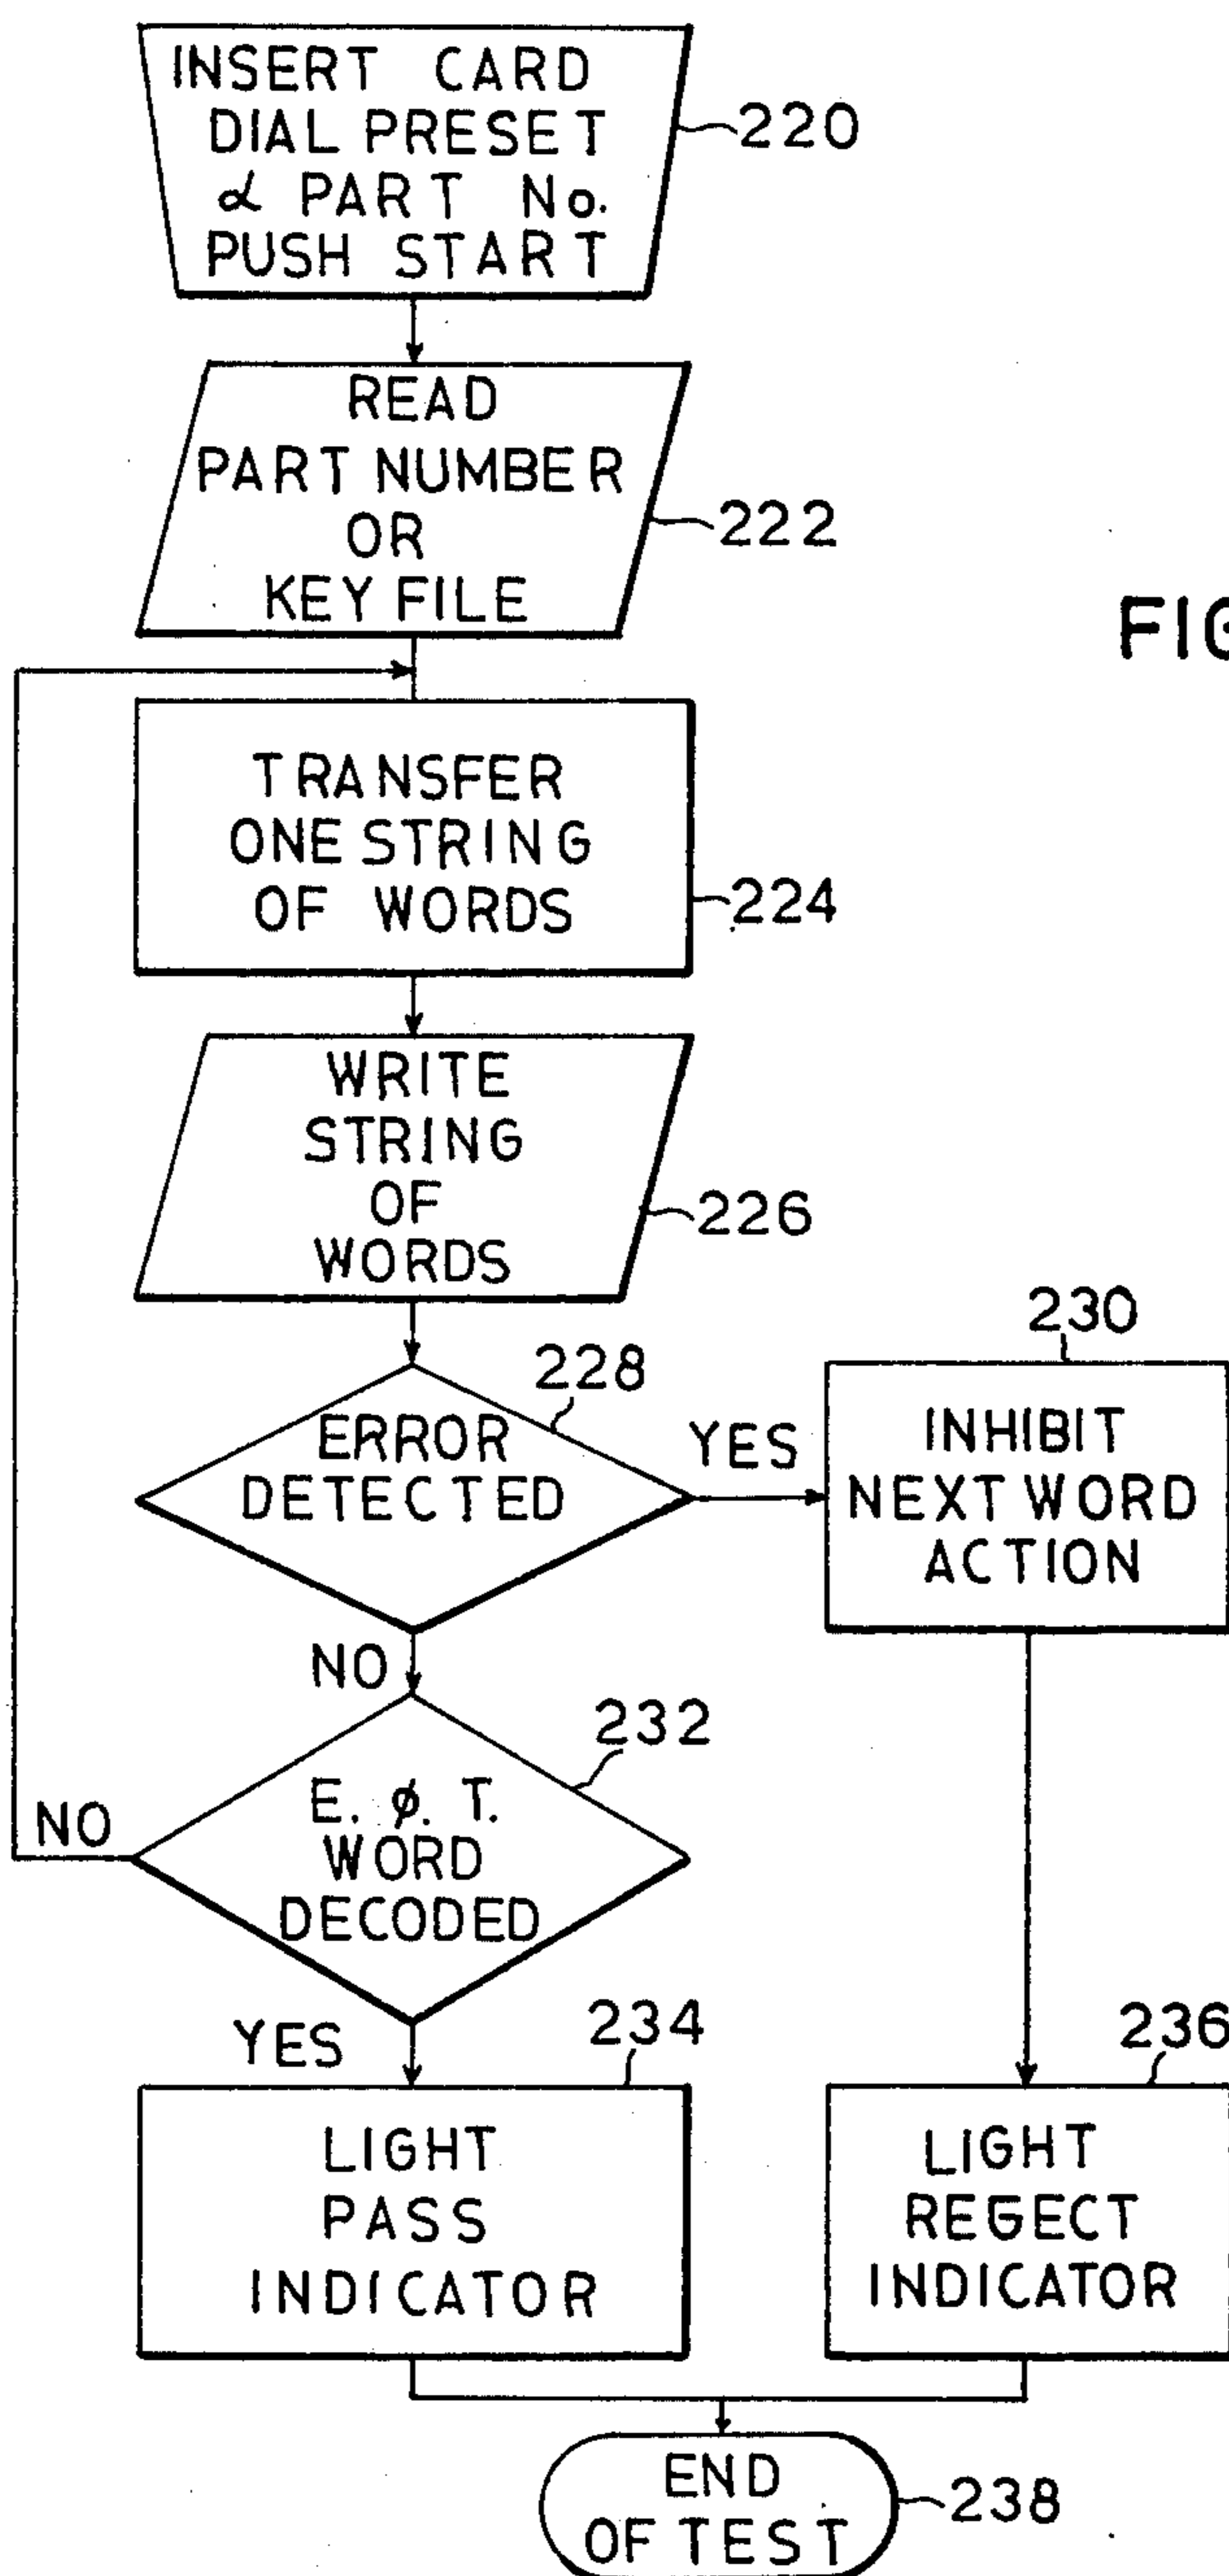 INSERT CARD
DIAL PRESET
& PART No.
PUSH START
220
READ
PART NUMBER
OR
KEY FILE
222
FIG
TRANSFER
ONE STRING
OF WORDS
224
WRITE
STRING
OF
WORDS
226
228
ERROR
DETECTED
YES
230
INHIBIT
NEXT WORD
ACTION
NO
232
E. Ø. T.
WORD
DECODED
NO
YES
234
LIGHT
PASS
INDICATOR
236
LIGHT
REGECT
INDICATOR
END
OF TEST
238